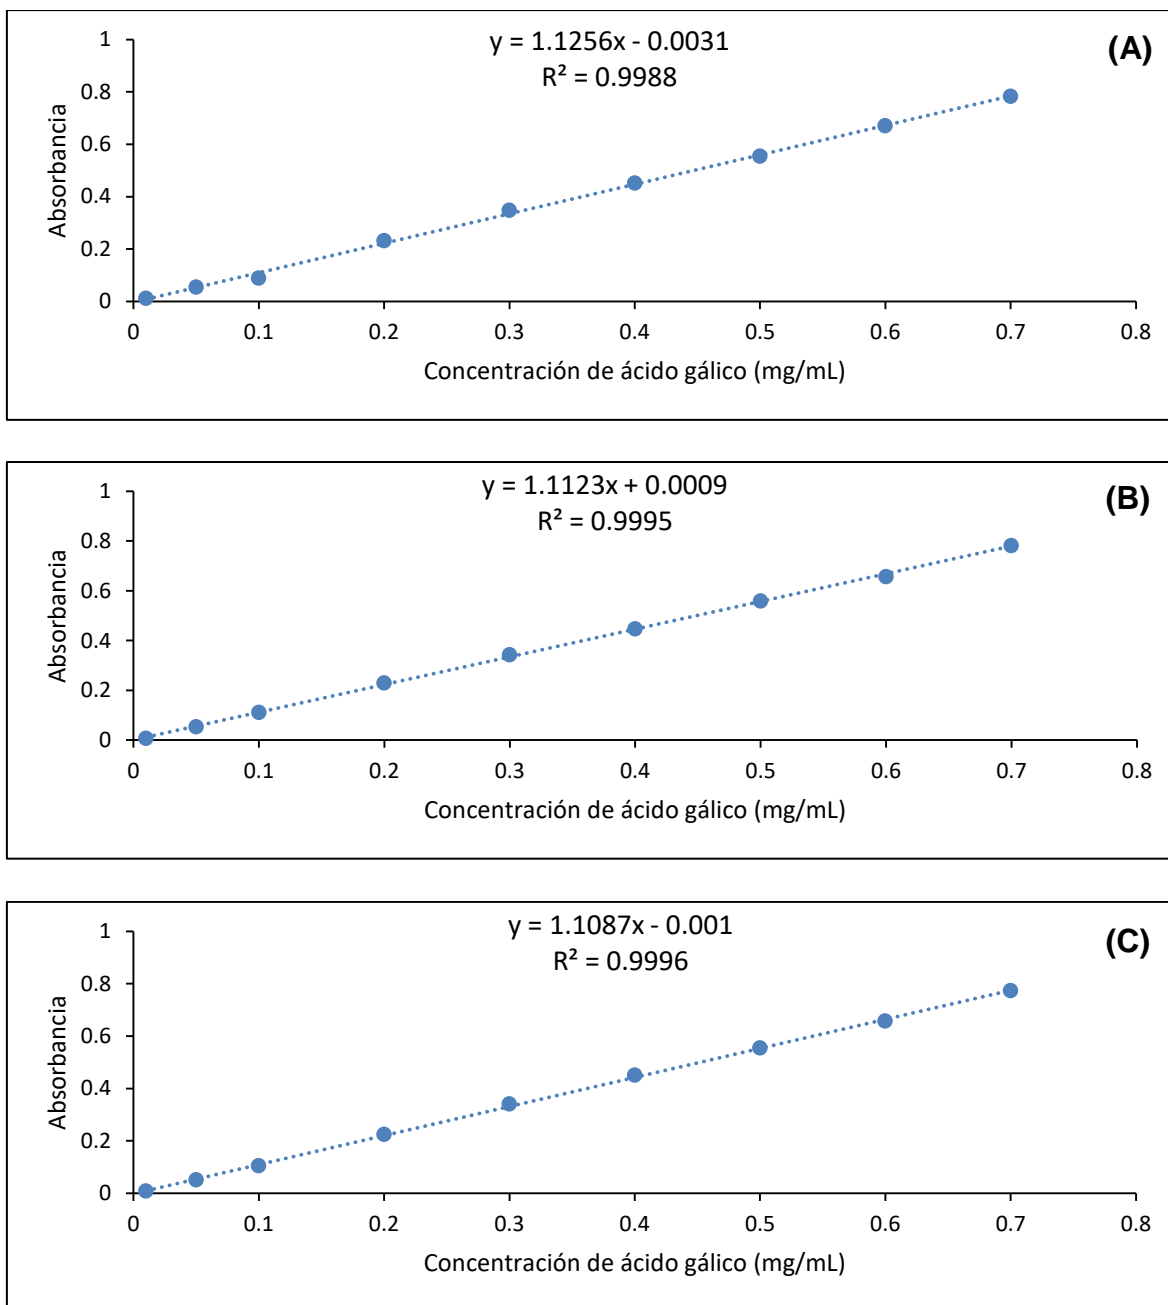 y = 1.1256x - 0.0031
R² = 0.9988
(A)
Absorbancia
1
0.8
0.6
0.4
0.2
0
0 0.1 0.2 0.3 0.4 0.5 0.6 0.7 0.8
Concentración de ácido gálico (mg/mL)
y = 1.1123x + 0.0009
R² = 0.9995
(B)
Absorbancia
1
0.8
0.6
0.4
0.2
0
0 0.1 0.2 0.3 0.4 0.5 0.6 0.7 0.8
Concentración de ácido gálico (mg/mL)
y = 1.1087x - 0.001
R² = 0.9996
(C)
Absorbancia
1
0.8
0.6
0.4
0.2
0
0 0.1 0.2 0.3 0.4 0.5 0.6 0.7 0.8
Concentración de ácido gálico (mg/mL)